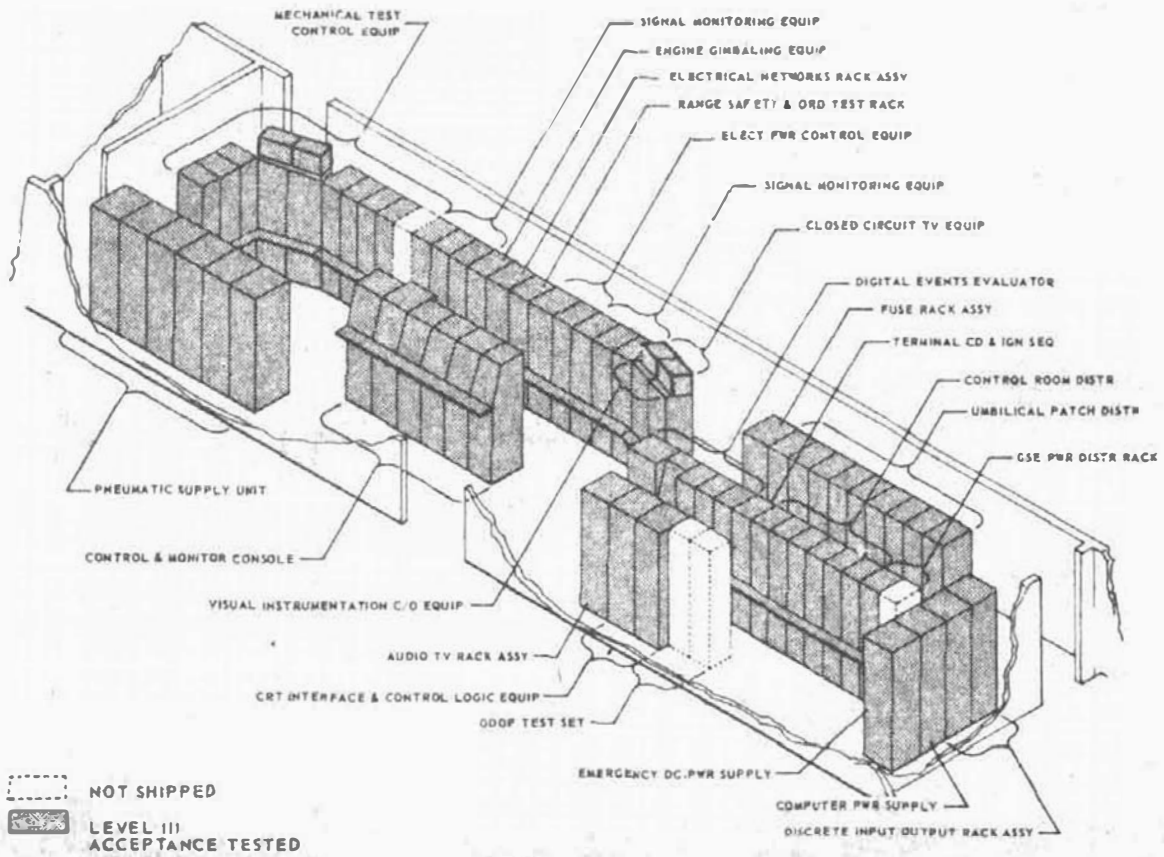 MECHANICAL TEST
CONTROL EQUIP
SIGNAL MONITORING EQUIP
ENGINE GIMBALING EQUIP
ELECTRICAL NETWORKS RACK ASSY
RANGE SAFETY & ORD TEST RACK
ELECT PWR CONTROL EQUIP
SIGNAL MONITORING EQUIP
CLOSED CIRCUIT TV EQUIP
DIGITAL EVENTS EVALUATOR
FUSE RACK ASSY
TERMINAL CD & IGN SEQ
CONTROL ROOM DISTR
UMBILICAL PATCH DISTR
GSE PWR DISTR RACK
PNEUMATIC SUPPLY UNIT
CONTROL & MONITOR CONSOLE
VISUAL INSTRUMENTATION C/O EQUIP
AUDIO TV RACK ASSY
CRT INTERFACE & CONTROL LOGIC EQUIP
ODOP TEST SET
EMERGENCY DC-PWR SUPPLY
COMPUTER PWR SUPPLY
DISCRETE INPUT OUTPUT RACK ASSY
NOT SHIPPED
LEVEL III
ACCEPTANCE TESTED